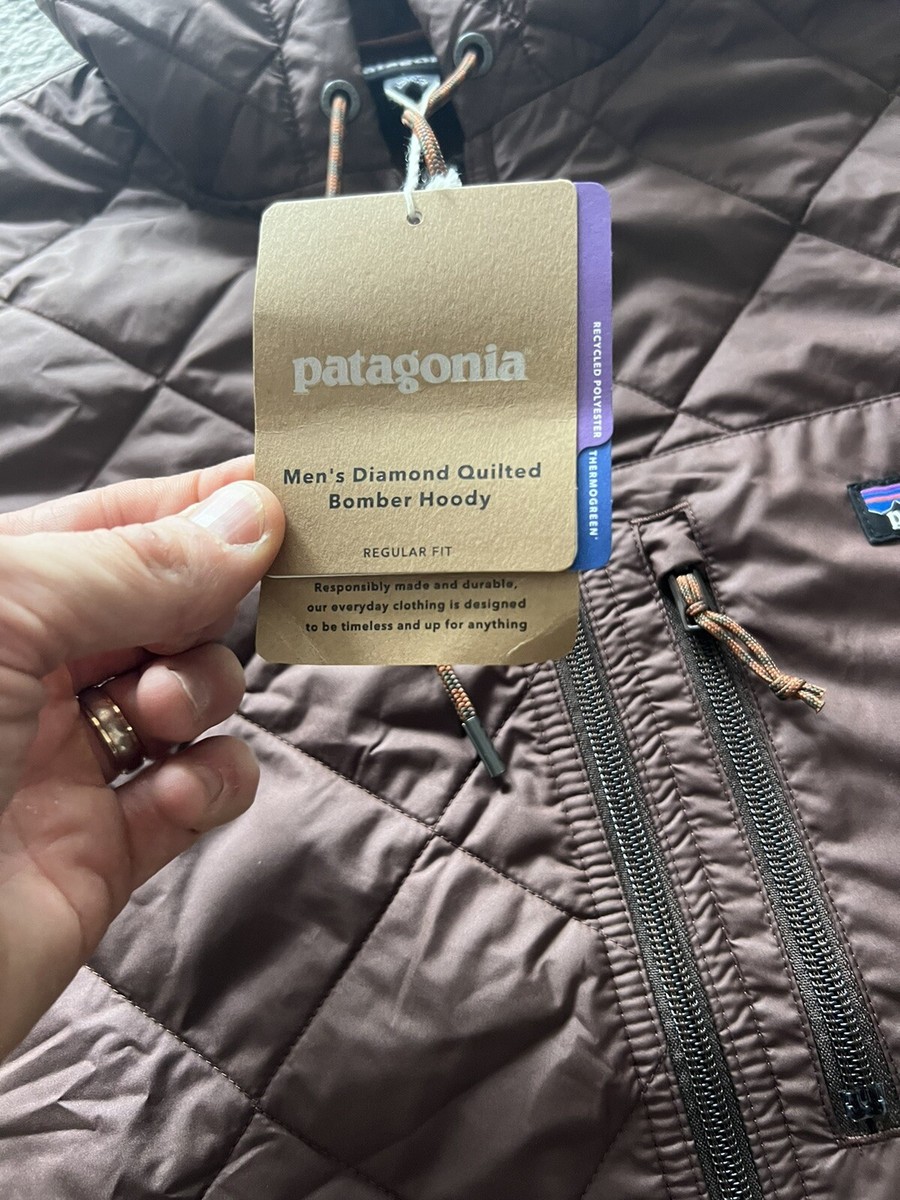 patagonia
Men's Diamond Quilted
Bomber Hoody
REGULAR FIT
Responsibly made and durable,
our everyday clothing is designed
to be timeless and up for anything
RECYCLED POLYESTER
THERMOGREEN®